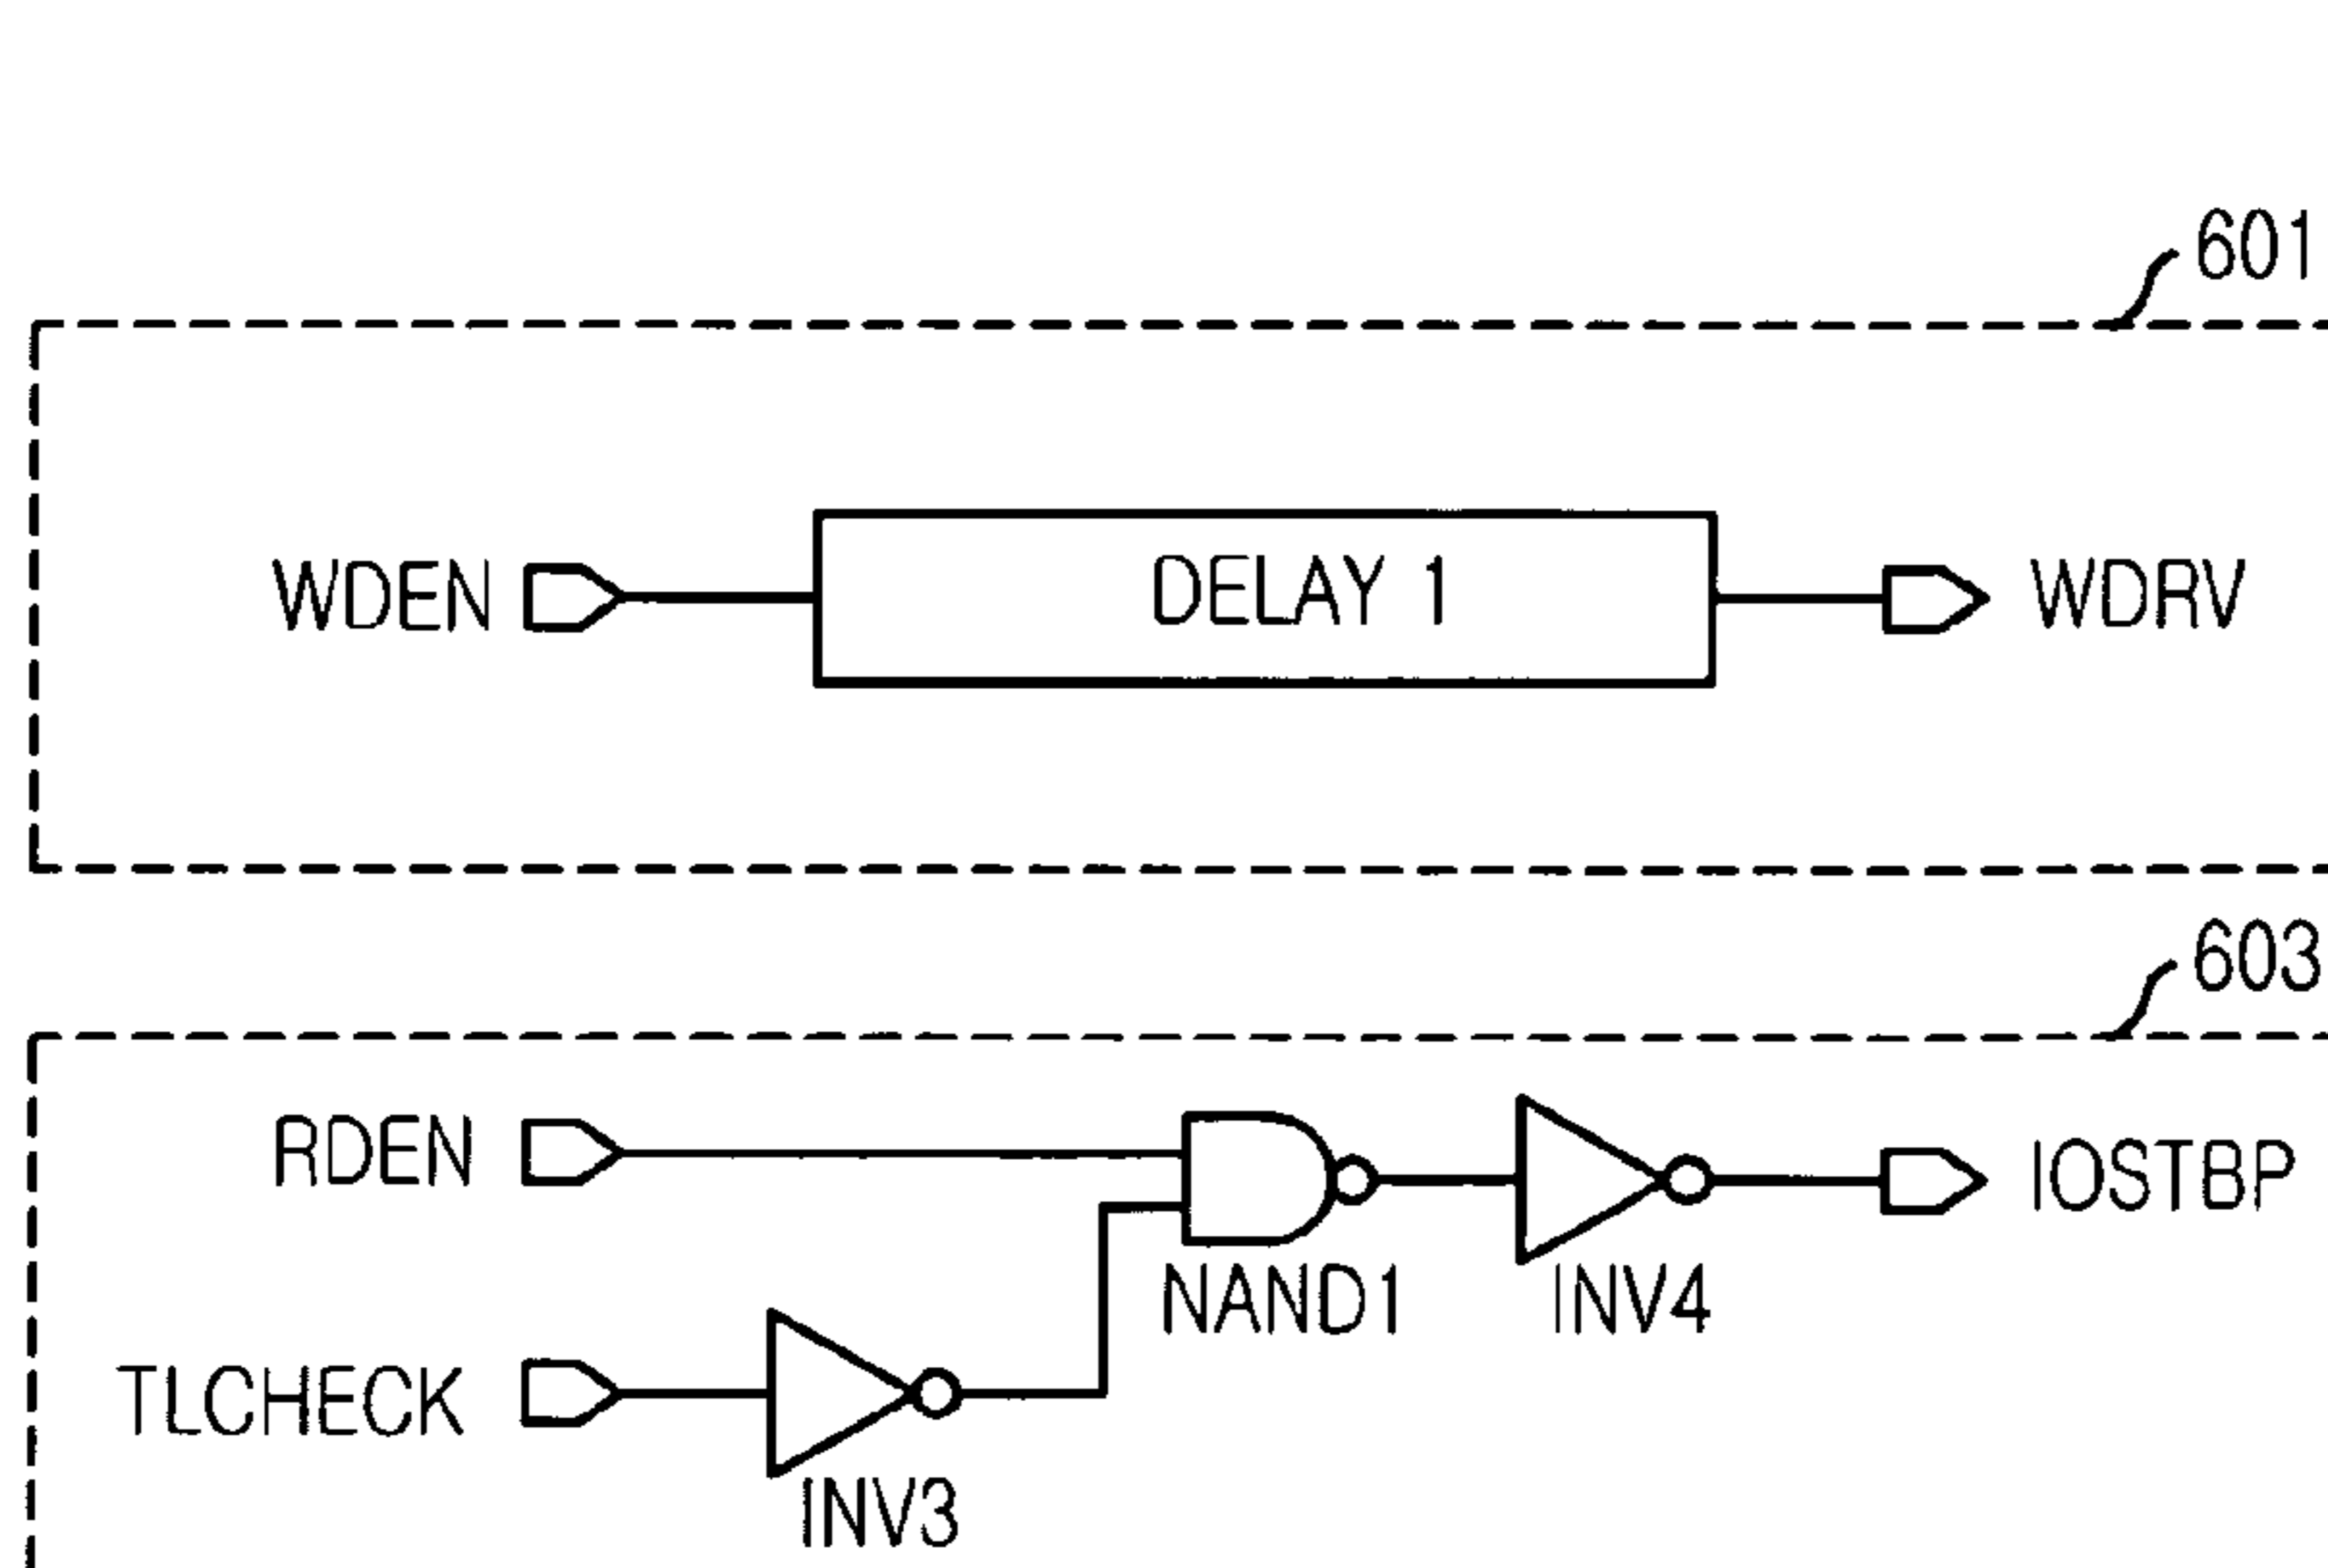 601
WDEN
DELAY 1
WDRV
603
RDEN
IOSTBP
NAND1
INV4
TLCHECK
INV3